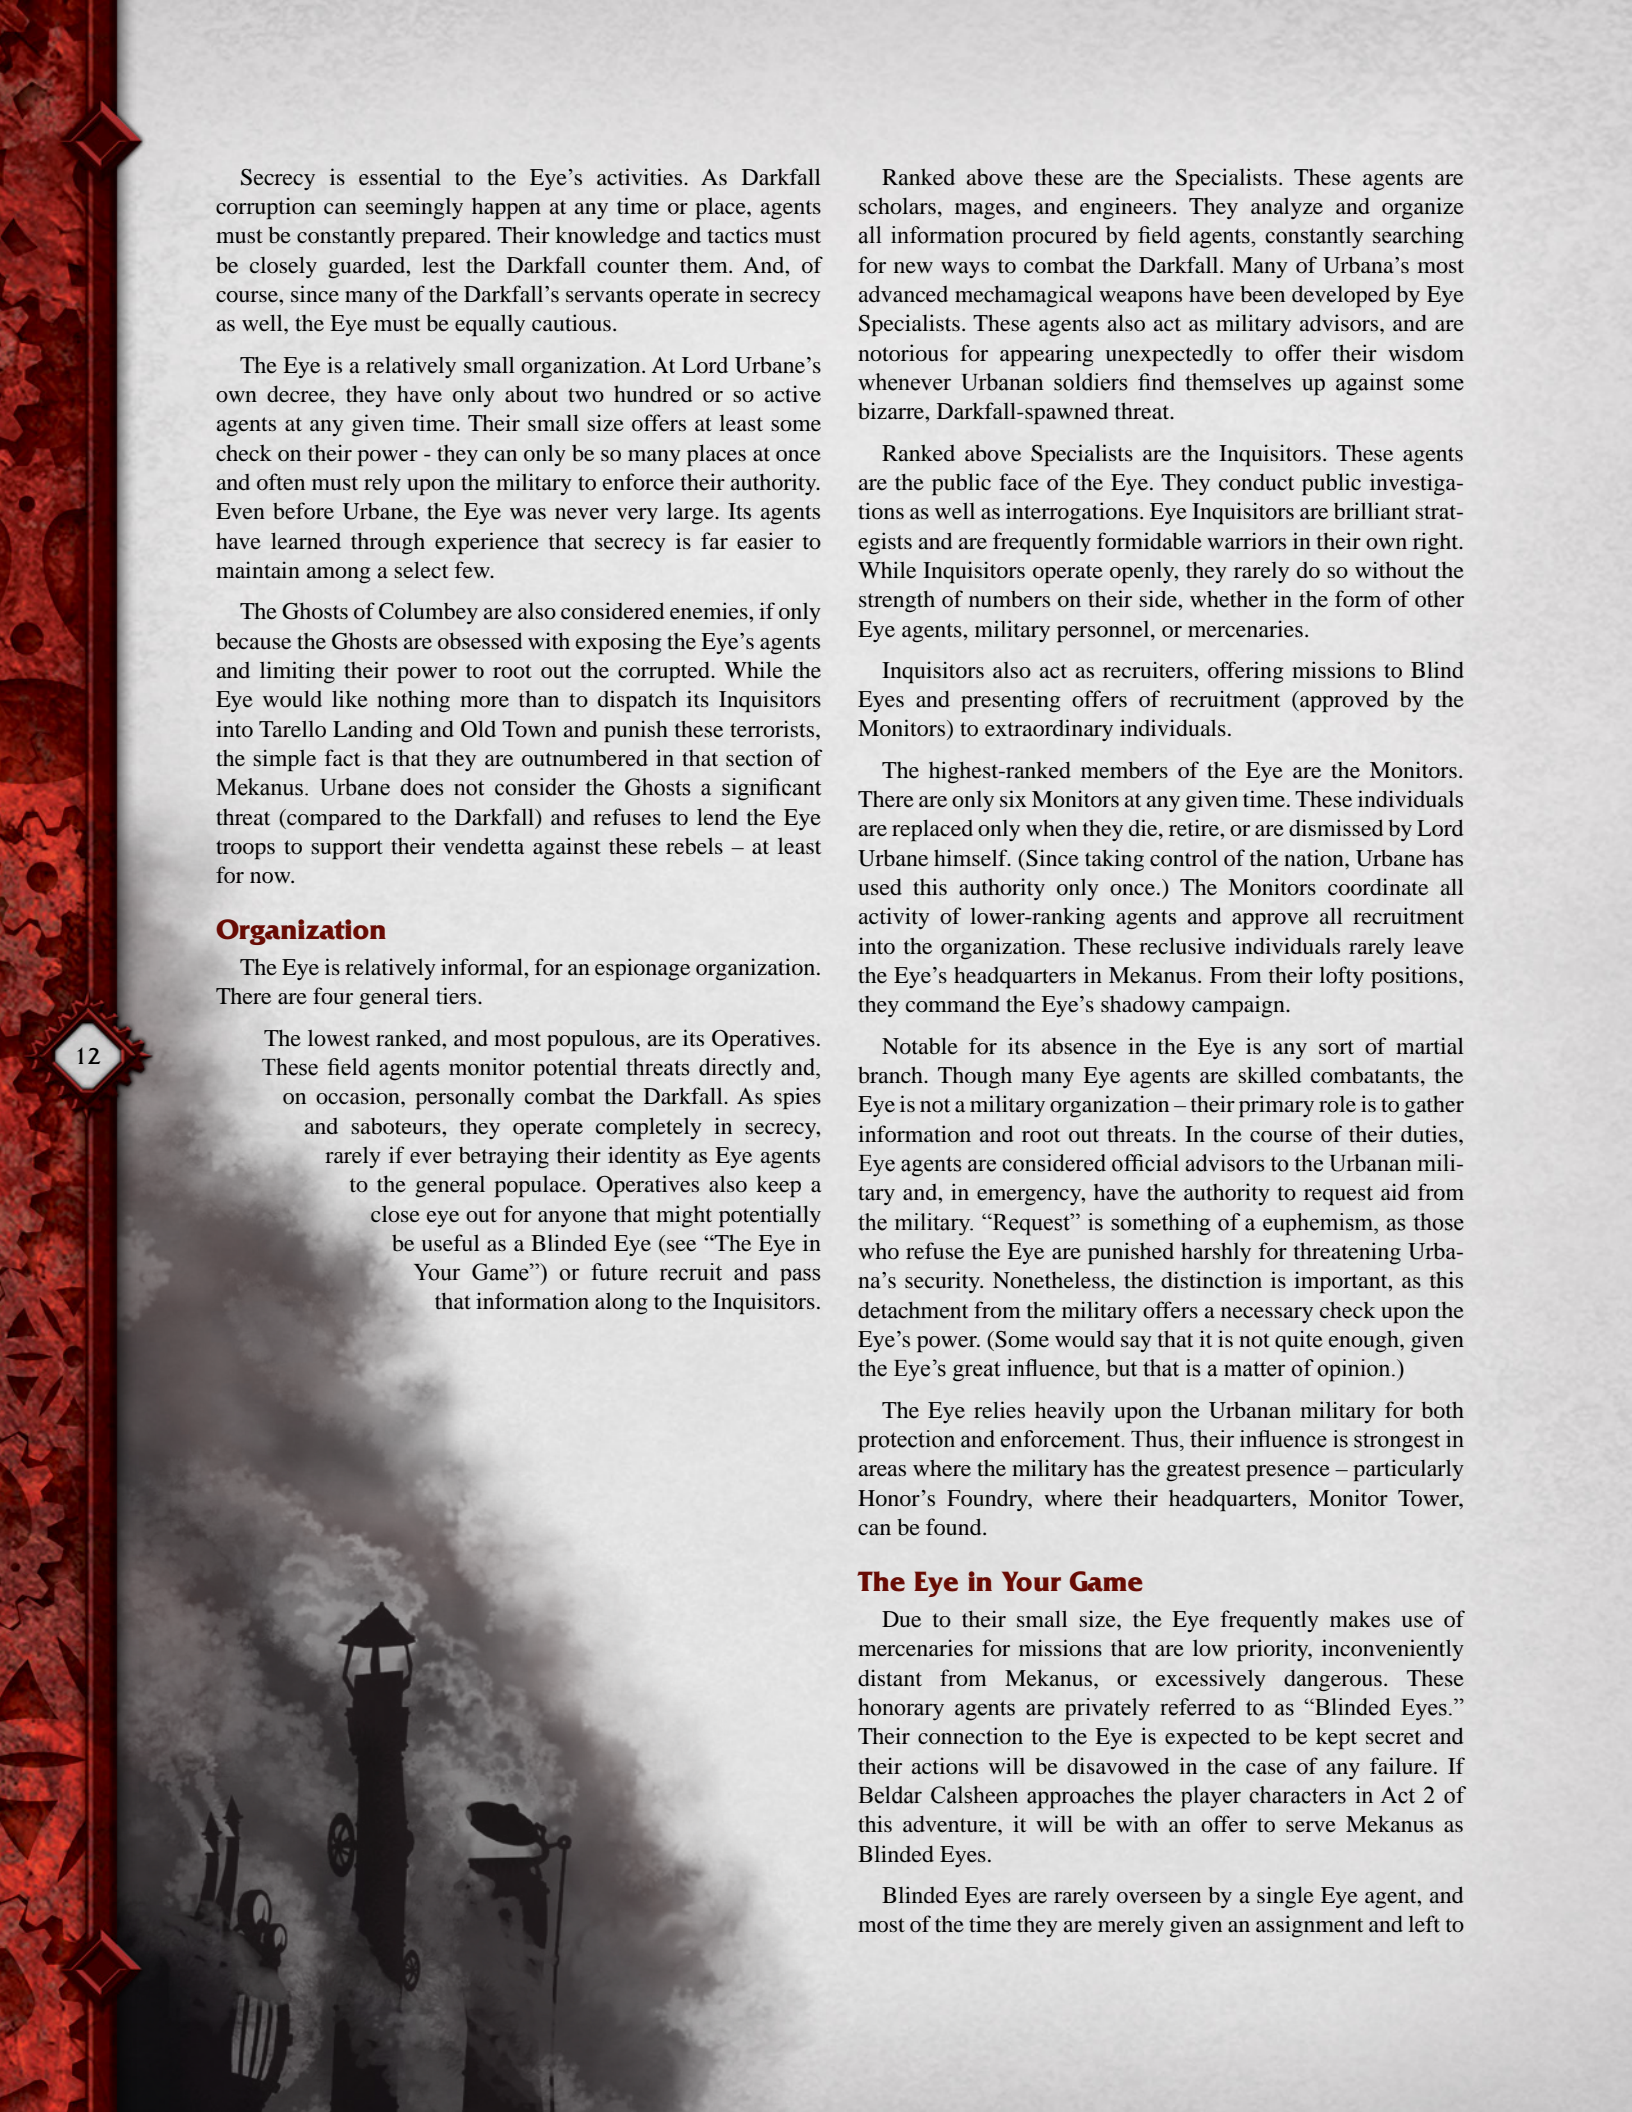 Secrecy is essential to the Eye’s activities. As Darkfall
corruption can seemingly happen at any time or place, agents
must be constantly prepared. Their knowledge and tactics must
be closely guarded, lest the Darkfall counter them. And, of
course, since many of the Darkfall’s servants operate in secrecy
as well, the Eye must be equally cautious.
The Eye is a relatively small organization. At Lord Urbane’s
own decree, they have only about two hundred or so active
agents at any given time. Their small size offers at least some
check on their power - they can only be so many places at once
and often must rely upon the military to enforce their authority.
Even before Urbane, the Eye was never very large. Its agents
have learned through experience that secrecy is far easier to
maintain among a select few.
The Ghosts of Columbey are also considered enemies, if only
because the Ghosts are obsessed with exposing the Eye’s agents
and limiting their power to root out the corrupted. While the
Eye would like nothing more than to dispatch its Inquisitors
into Tarello Landing and Old Town and punish these terrorists,
the simple fact is that they are outnumbered in that section of
Mekanus. Urbane does not consider the Ghosts a significant
threat (compared to the Darkfall) and refuses to lend the Eye
troops to support their vendetta against these rebels – at least
for now.
Organization
The Eye is relatively informal, for an espionage organization.
There are four general tiers.
The lowest ranked, and most populous, are its Operatives.
These field agents monitor potential threats directly and,
on occasion, personally combat the Darkfall. As spies
and saboteurs, they operate completely in secrecy,
rarely if ever betraying their identity as Eye agents
to the general populace. Operatives also keep a
close eye out for anyone that might potentially
be useful as a Blinded Eye (see “The Eye in
Your Game”) or future recruit and pass
that information along to the Inquisitors.
12
Ranked above these are the Specialists. These agents are
scholars, mages, and engineers. They analyze and organize
all information procured by field agents, constantly searching
for new ways to combat the Darkfall. Many of Urbana’s most
advanced mechamagical weapons have been developed by Eye
Specialists. These agents also act as military advisors, and are
notorious for appearing unexpectedly to offer their wisdom
whenever Urbanan soldiers find themselves up against some
bizarre, Darkfall-spawned threat.
Ranked above Specialists are the Inquisitors. These agents
are the public face of the Eye. They conduct public investiga-
tions as well as interrogations. Eye Inquisitors are brilliant strat-
egists and are frequently formidable warriors in their own right.
While Inquisitors operate openly, they rarely do so without the
strength of numbers on their side, whether in the form of other
Eye agents, military personnel, or mercenaries.
Inquisitors also act as recruiters, offering missions to Blind
Eyes and presenting offers of recruitment (approved by the
Monitors) to extraordinary individuals.
The highest-ranked members of the Eye are the Monitors.
There are only six Monitors at any given time. These individuals
are replaced only when they die, retire, or are dismissed by Lord
Urbane himself. (Since taking control of the nation, Urbane has
used this authority only once.) The Monitors coordinate all
activity of lower-ranking agents and approve all recruitment
into the organization. These reclusive individuals rarely leave
the Eye’s headquarters in Mekanus. From their lofty positions,
they command the Eye’s shadowy campaign.
Notable for its absence in the Eye is any sort of martial
branch. Though many Eye agents are skilled combatants, the
Eye is not a military organization – their primary role is to gather
information and root out threats. In the course of their duties,
Eye agents are considered official advisors to the Urbanan mili-
tary and, in emergency, have the authority to request aid from
the military. “Request” is something of a euphemism, as those
who refuse the Eye are punished harshly for threatening Urba-
na’s security. Nonetheless, the distinction is important, as this
detachment from the military offers a necessary check upon the
Eye’s power. (Some would say that it is not quite enough, given
the Eye’s great influence, but that is a matter of opinion.)
The Eye relies heavily upon the Urbanan military for both
protection and enforcement. Thus, their influence is strongest in
areas where the military has the greatest presence – particularly
Honor’s Foundry, where their headquarters, Monitor Tower,
can be found.
The Eye in Your Game
Due to their small size, the Eye frequently makes use of
mercenaries for missions that are low priority, inconveniently
distant from Mekanus, or excessively dangerous. These
honorary agents are privately referred to as “Blinded Eyes.”
Their connection to the Eye is expected to be kept secret and
their actions will be disavowed in the case of any failure. If
Beldar Calsheen approaches the player characters in Act 2 of
this adventure, it will be with an offer to serve Mekanus as
Blinded Eyes.
Blinded Eyes are rarely overseen by a single Eye agent, and
most of the time they are merely given an assignment and left to